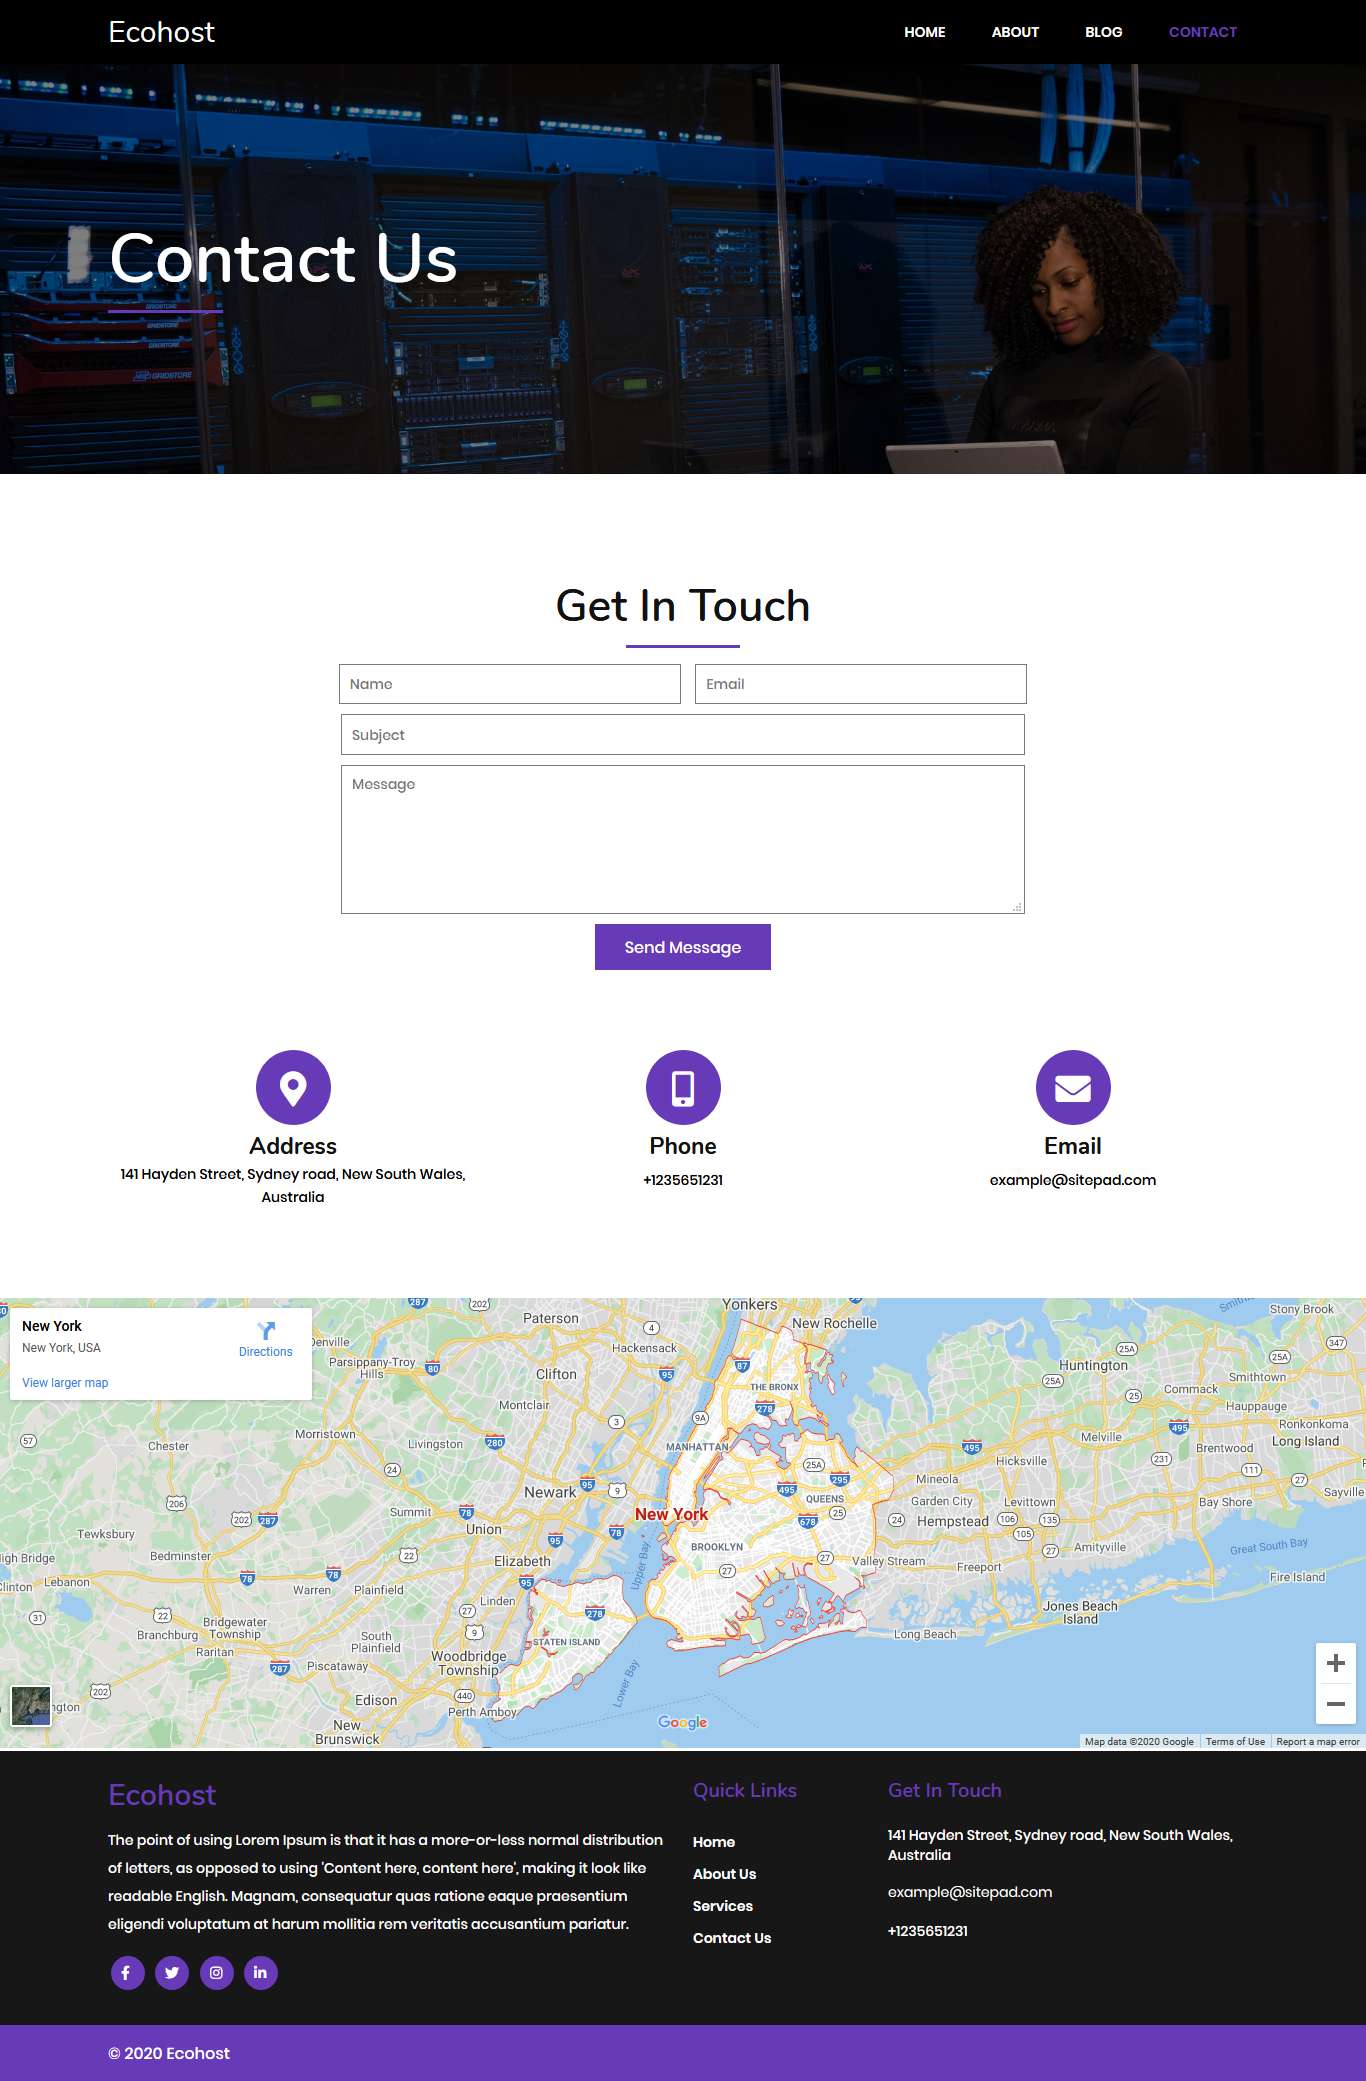 Ecohost
HOME ABOUT BLOG CONTACT
GRIDSTORE
GRIDSTORE
Contact Us
Get In Touch
Name Email
Subject
Message
Send Message
Address
141 Hayden Street, Sydney road, New South Wales,
Australia
Phone
+1235651231
Email
example@sitepad.com
New York
New York, USA
Directions
View larger map
Yonkers
Paterson
New Rochelle
Stony Brook
Denville
Hackensack
Parsippany-Troy
Hills
Clifton
Huntington
Smithtown
THE BRONX
Commack
Montclair
Hauppauge
Ronkonkoma
Morristown
Livingston
Chester
MANHATTAN
Melville
Long Island
Brentwood
Hicksville
Mineola
Newark
QUEENS
Garden City
Levittown
Bay Shore
Sayville
Summit
New York
Hempstead
Union
Tewksbury
BROOKLYN
Amityville
Great South Bay
Bedminster
Elizabeth
Upper Bay
Valley Stream
Freeport
Fire Island
Lebanon
Warren
Plainfield
Linden
Jones Beach
Island
Bridgewater
Township
Branchburg
South
Plainfield
STATEN ISLAND
Long Beach
Raritan
Piscataway
Woodbridge
Township
Lower Bay
Edison
Perth Amboy
New
Brunswick
Google
Map data ©2020 Google Terms of Use Report a map error
Ecohost
The point of using Lorem Ipsum is that it has a more-or-less normal distribution
of letters, as opposed to using 'Content here, content here', making it look like
readable English. Magnam, consequatur quas ratione eaque praesentium
eligendi voluptatum at harum mollitia rem veritatis accusantium pariatur.
Quick Links
Home
About Us
Services
Contact Us
Get In Touch
141 Hayden Street, Sydney road, New South Wales,
Australia
example@sitepad.com
+1235651231
© 2020 Ecohost